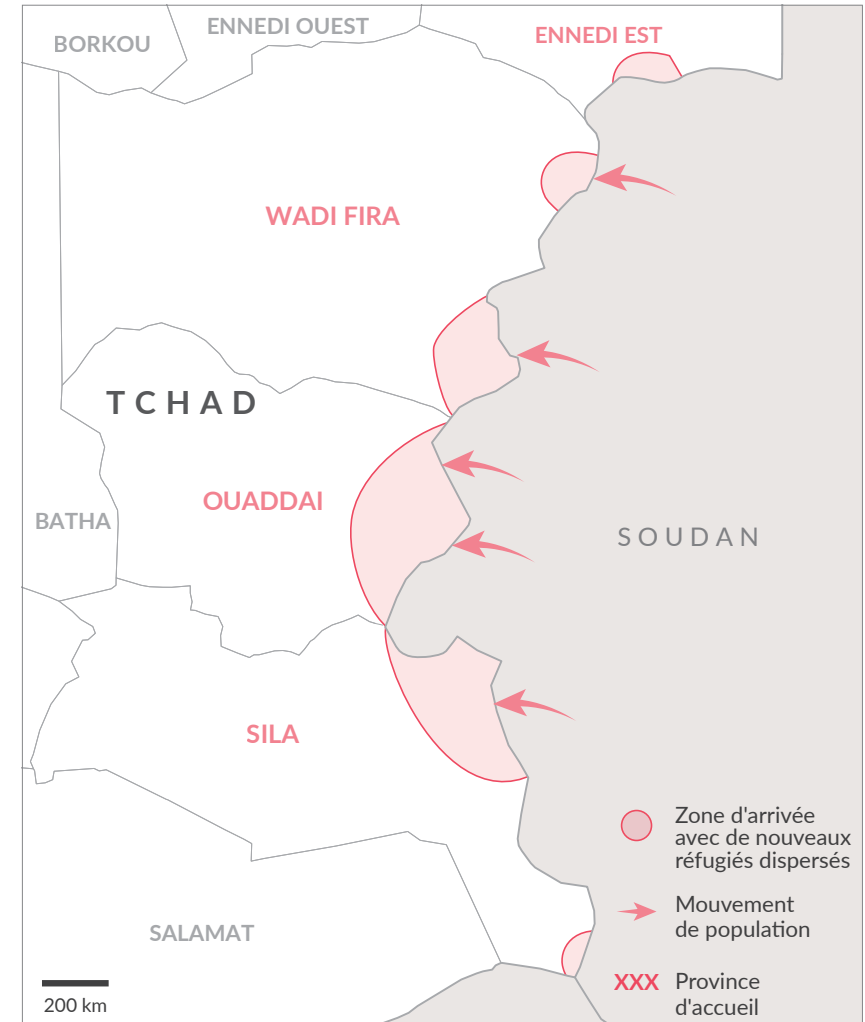 BORKOU
ENNEDI OUEST
ENNEDI EST
WADI FIRA
TCHAD
OUADDAI
BATHA
SOUDAN
SILA
SALAMAT
Zone d'arrivée
avec de nouveaux
réfugiés dispersés
Mouvement
de population
XXX Province
d'accueil
200 km